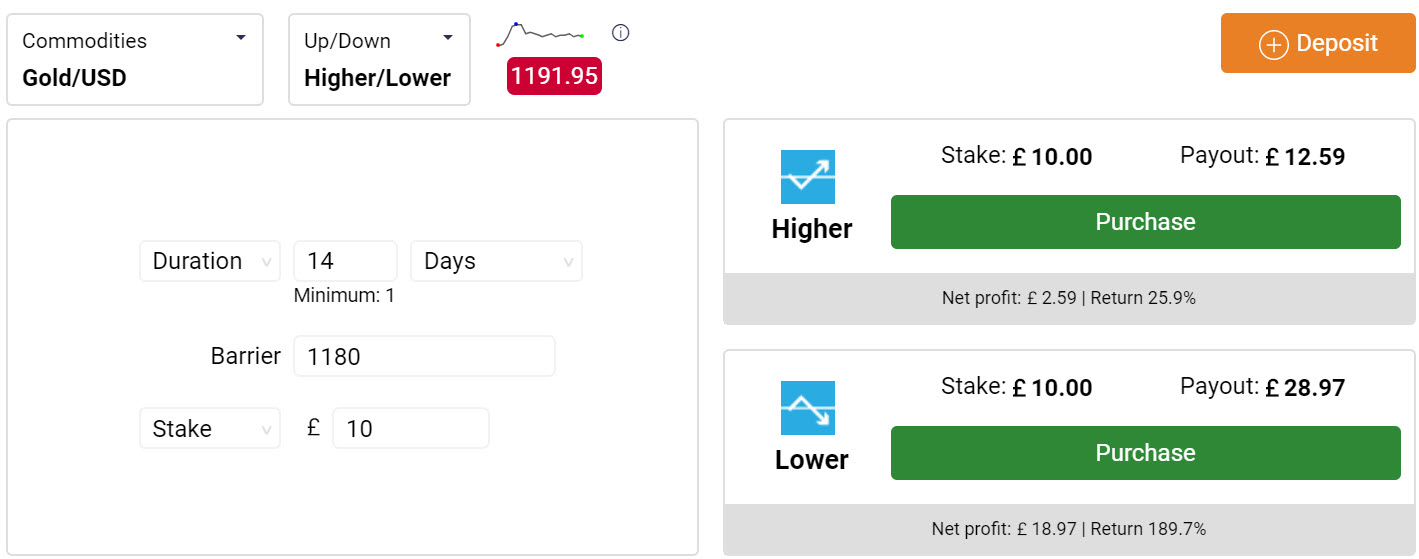 Commodities
Gold/USD
Up/Down
Higher/Lower
1191.95
Deposit
Duration 14 Days
Minimum: 1
Barrier 1180
Stake £ 10
Stake: £ 10.00 Payout: £ 12.59
Higher
Purchase
Net profit: £ 2.59 | Return 25.9%
Stake: £ 10.00 Payout: £ 28.97
Lower
Purchase
Net profit: £ 18.97 | Return 189.7%